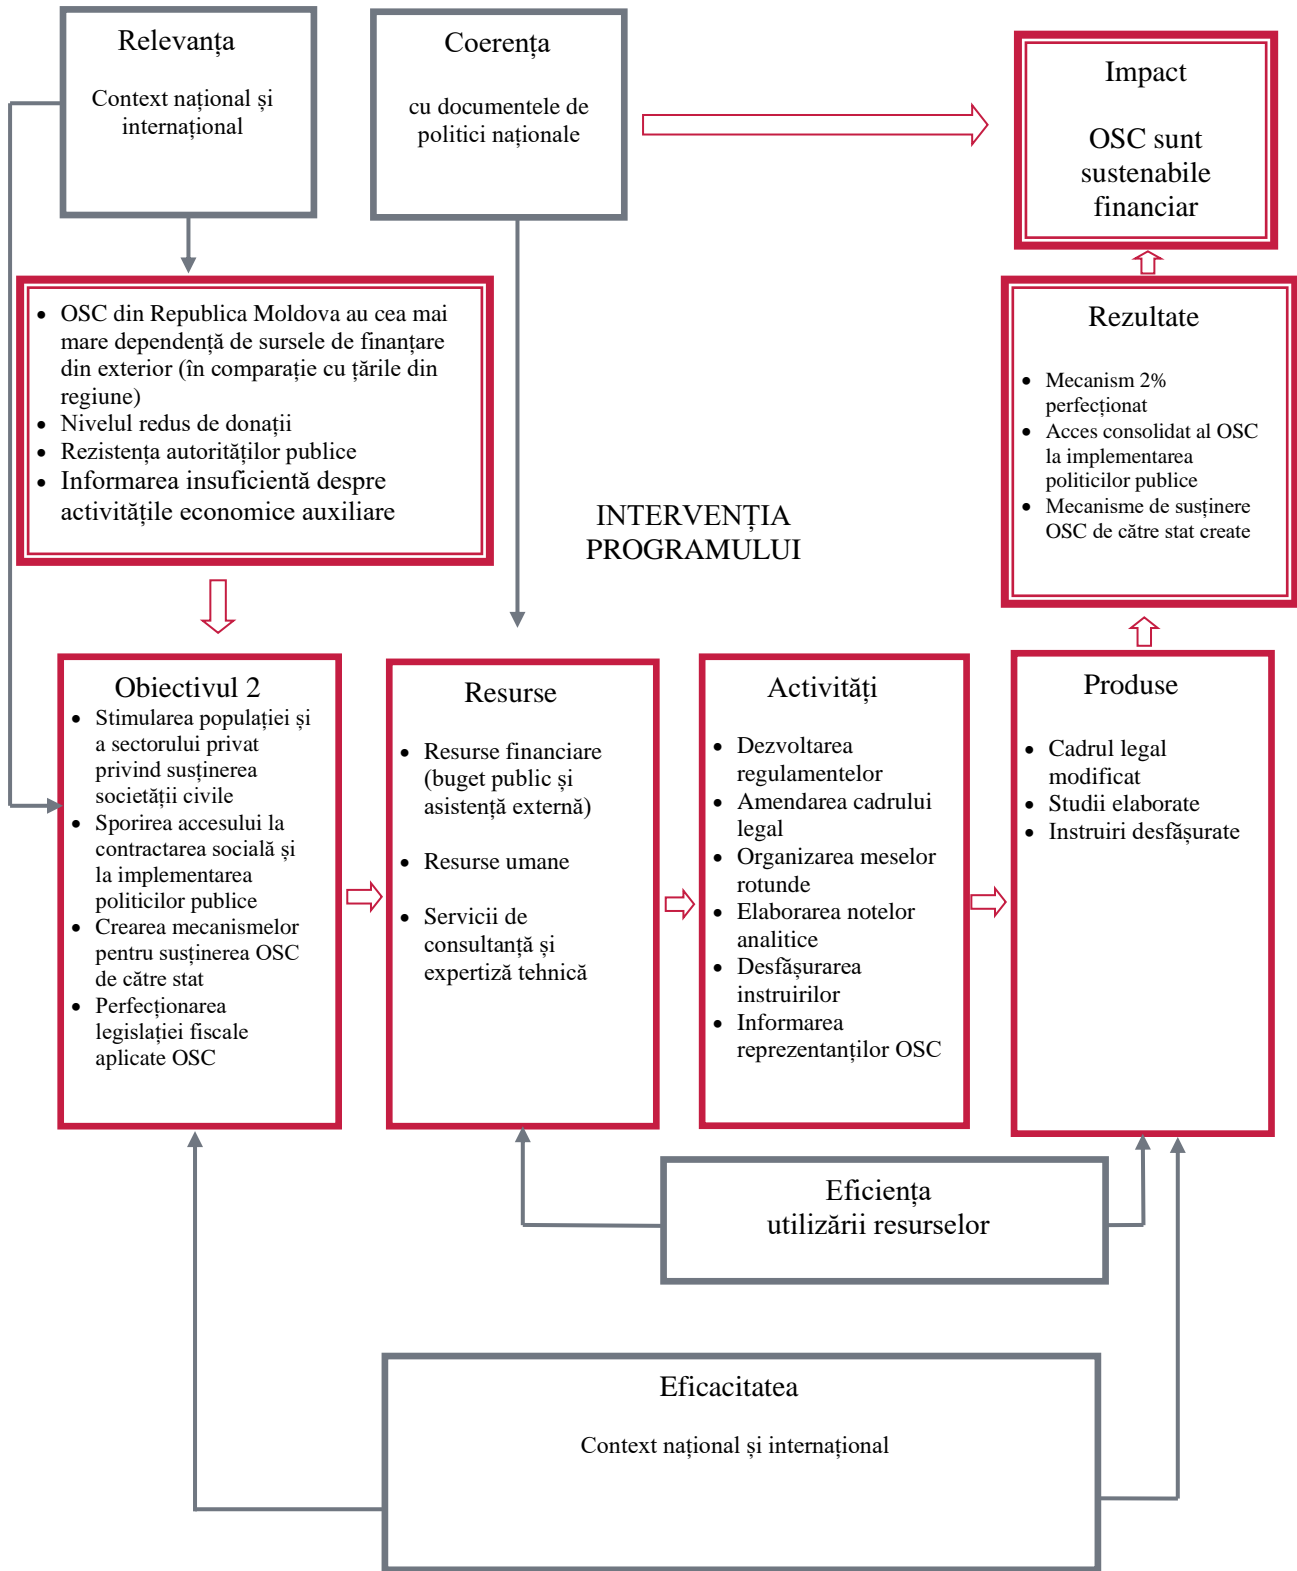 Relevanța
Context național și
internațional
Coerența
cu documentele de
politici naționale
Impact
OSC sunt
sustenabile
financiar
• OSC din Republica Moldova au cea mai
mare dependență de sursele de finanțare
din exterior (în comparație cu țările din
regiune)
• Nivelul redus de donații
• Rezistența autorităților publice
• Informarea insuficientă despre
activitățile economice auxiliare
Rezultate
• Mecanism 2%
perfecționat
• Acces consolidat al OSC
la implementarea
politicilor publice
• Mecanisme de susținere
OSC de către stat create
INTERVENȚIA
PROGRAMULUI
Obiectivul 2
• Stimularea populației și
a sectorului privat
privind susținerea
societății civile
• Sporirea accesului la
contractarea socială și
la implementarea
politicilor publice
• Crearea mecanismelor
pentru susținerea OSC
de către stat
• Perfecționarea
legislației fiscale
aplicate OSC
Resurse
• Resurse financiare
(buget public și
asistență externă)
• Resurse umane
• Servicii de
consultanță și
expertiză tehnică
Activități
• Dezvoltarea
regulamentelor
• Amendarea cadrului
legal
• Organizarea meselor
rotunde
• Elaborarea notelor
analitice
• Desfășurarea
instruirilor
• Informarea
reprezentanților OSC
Produse
• Cadrul legal
modificat
• Studii elaborate
• Instruiri desfășurate
Eficiența
utilizării resurselor
Eficacitatea
Context național și internațional